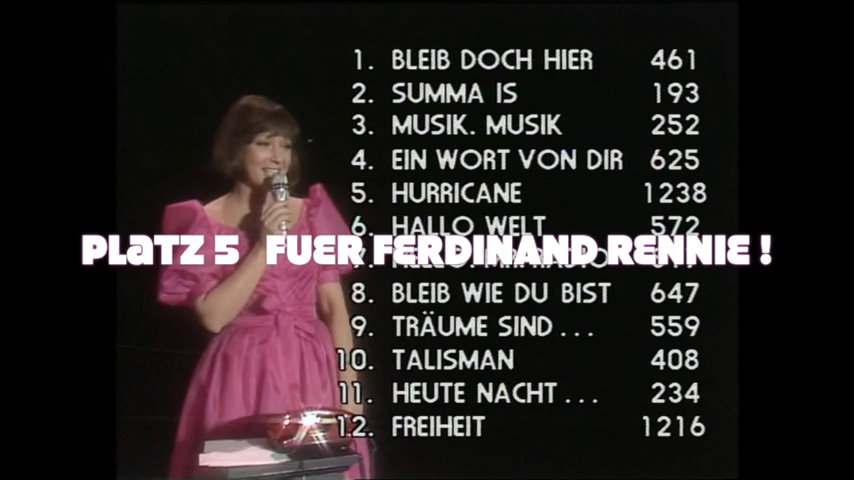 1. BLEIB DOCH HIER 461
2. SUMMA IS 193
3. MUSIK. MUSIK 252
4. EIN WORT VON DIR 625
5. HURRICANE 1238
6. HALLO WELT 572
PLATZ 5 FUER FERDINAND RENNIE !
8. BLEIB WIE DU BIST 647
9. TRÄUME SIND ... 559
10. TALISMAN 408
11. HEUTE NACHT ... 234
12. FREIHEIT 1216